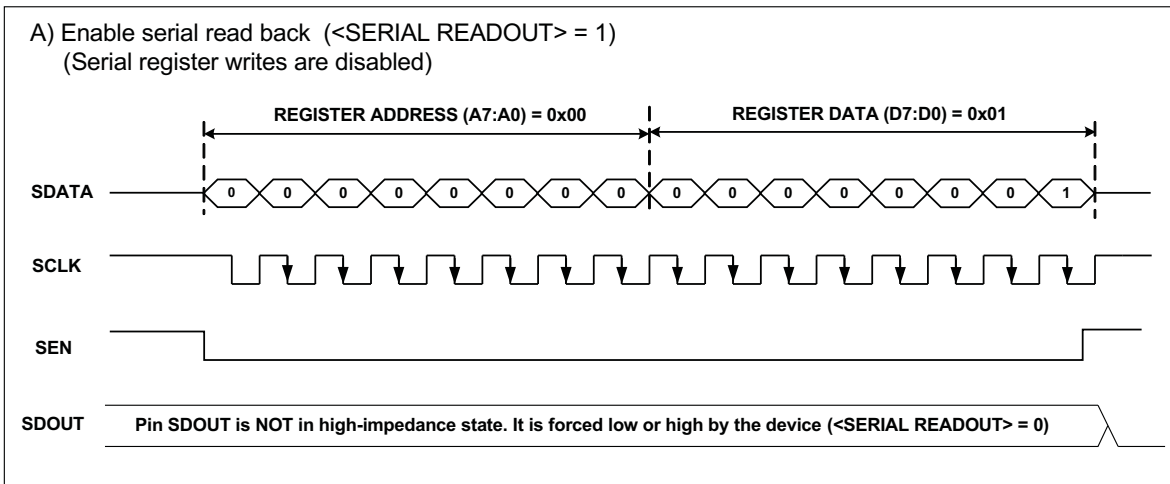 A) Enable serial read back (<SERIAL READOUT> = 1)
(Serial register writes are disabled)
REGISTER ADDRESS (A7:A0) = 0x00 REGISTER DATA (D7:D0) = 0x01
SDATA 0 0 0 0 0 0 0 0 0 0 0 0 0 0 0 1
SCLK
SEN
SDOUT Pin SDOUT is NOT in high-impedance state. It is forced low or high by the device (<SERIAL READOUT> = 0)